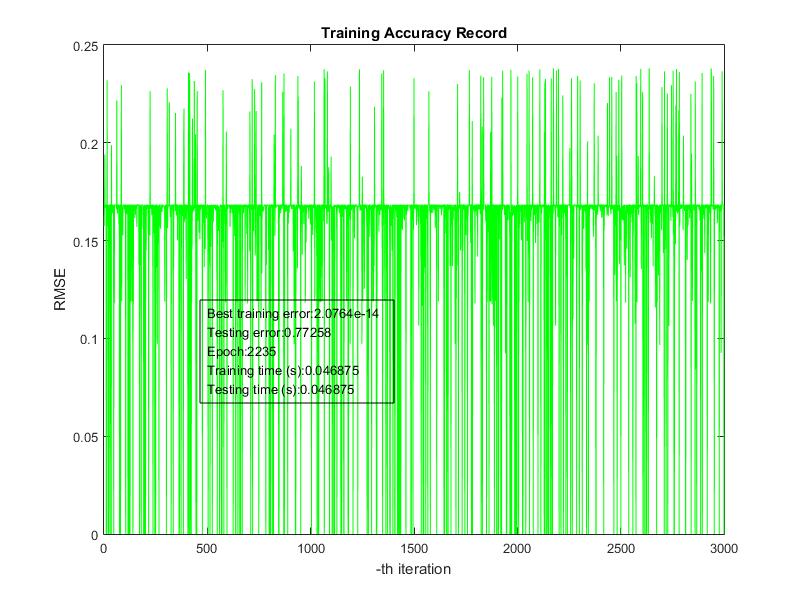 Training Accuracy Record
0.25
0.2
0.15
0.1
0.05
0
RMSE
Best training error:2.0764e-14
Testing error:0.77258
Epoch:2235
Training time (s):0.046875
Testing time (s):0.046875
0 500 1000 1500 2000 2500 3000
-th iteration